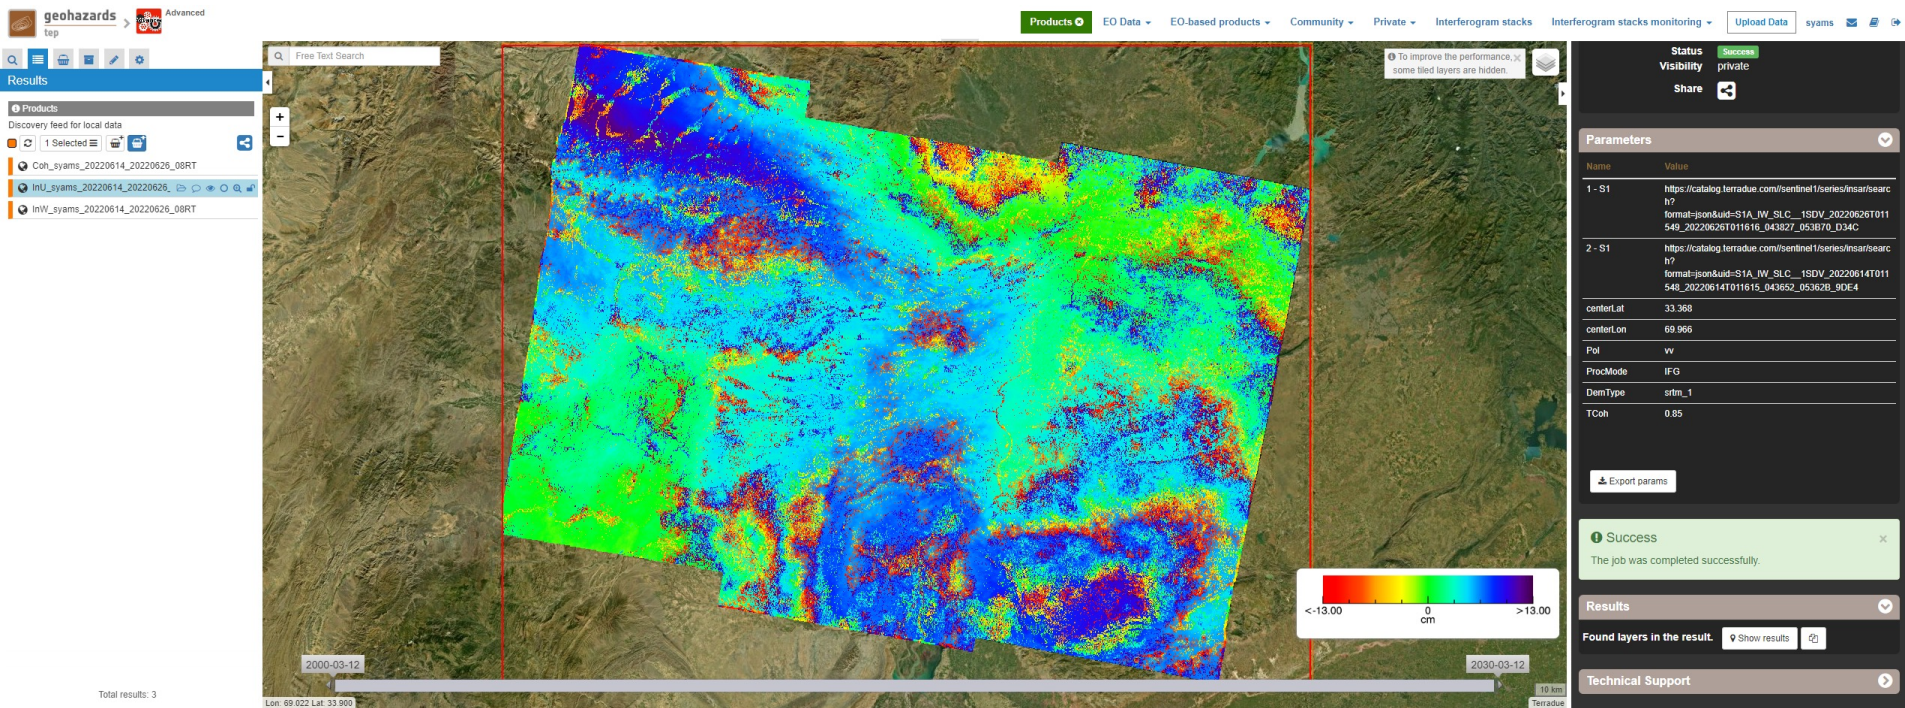 geohazards
tep
Advanced
Products
EO Data
EO-based products
Community
Private
Interferogram stacks
Interferogram stacks monitoring
Upload Data
syams
Results
Products
Discovery feed for local data
1 Selected
Coh_syams_20220614_20220626_08RT
InU_syams_20220614_20220626_
InW_syams_20220614_20220626_08RT
Total results: 3
Free Text Search
+
−
To improve the performance,
some tiled layers are hidden.
<-13.00 0 >13.00
cm
2000-03-12
2030-03-12
10 km
Lon: 69.022 Lat: 33.900
Terradue
Status Success
Visibility private
Share
Parameters
Name Value
1 - S1 https://catalog.terradue.com//sentinel1/series/insar/searc
h?
format=json&uid=S1A_IW_SLC__1SDV_20220626T011
549_20220626T011616_043827_053B70_D34C
2 - S1 https://catalog.terradue.com//sentinel1/series/insar/searc
h?
format=json&uid=S1A_IW_SLC__1SDV_20220614T011
548_20220614T011615_043652_05362B_9DE4
centerLat 33.368
centerLon 69.966
Pol vv
ProcMode IFG
DemType srtm_1
TCoh 0.85
Export params
Success
The job was completed successfully.
Results
Found layers in the result. Show results
Technical Support